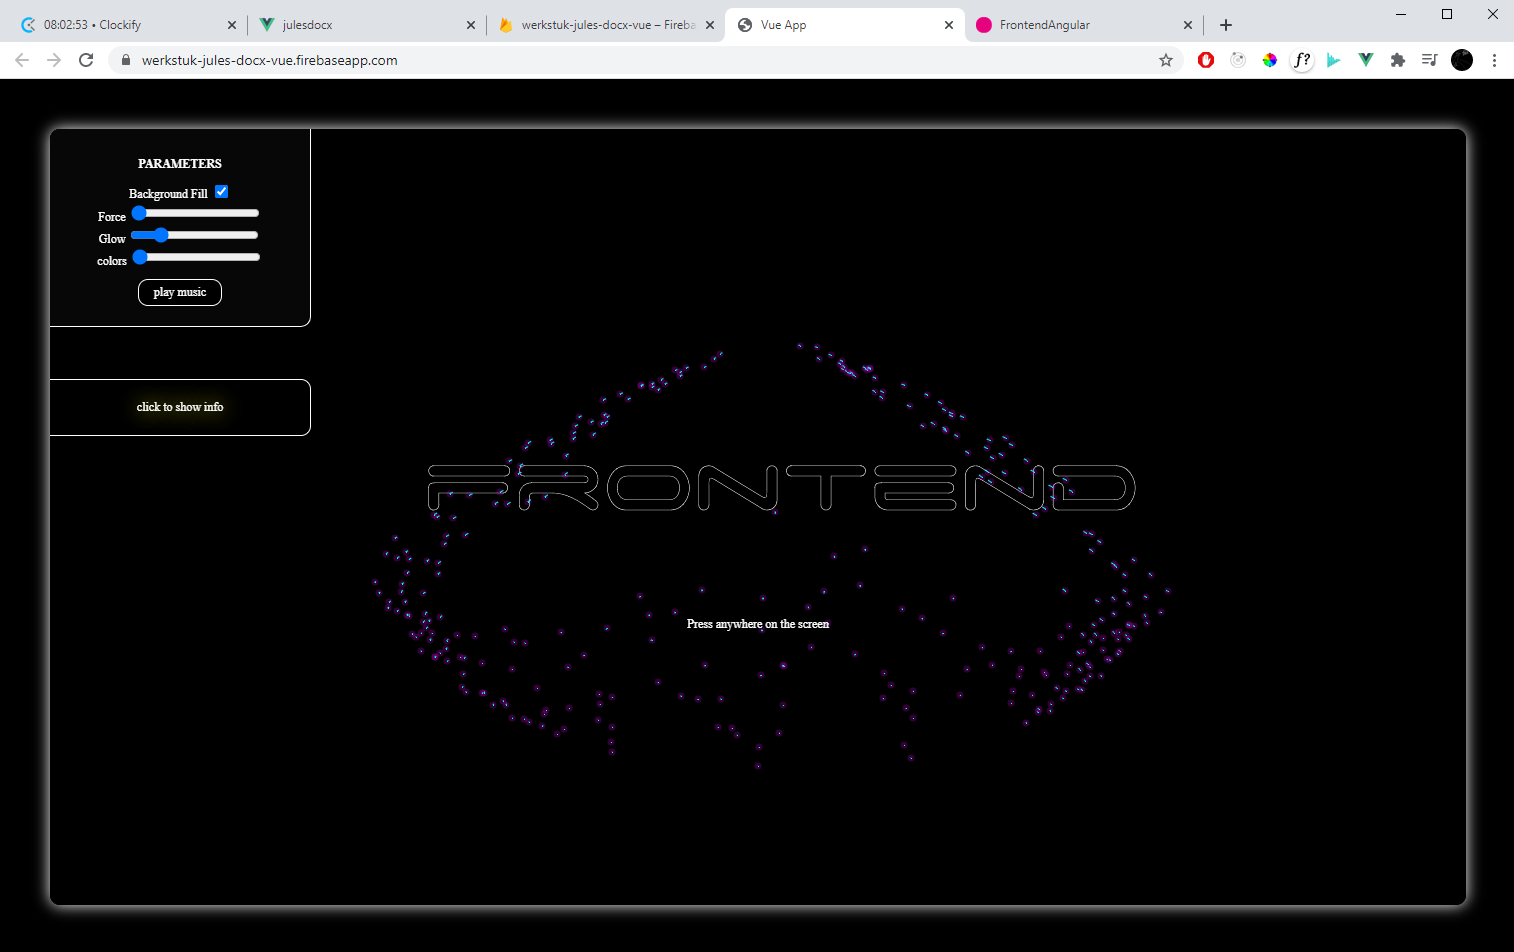 08:02:53 • Clockify
julesdocx
werkstuk-jules-docx-vue – Fireba
Vue App
FrontendAngular
werkstuk-jules-docx-vue.firebaseapp.com
f?
PARAMETERS
Background Fill
Force
Glow
colors
play music
click to show info
FRONTEND
Press anywhere on the screen